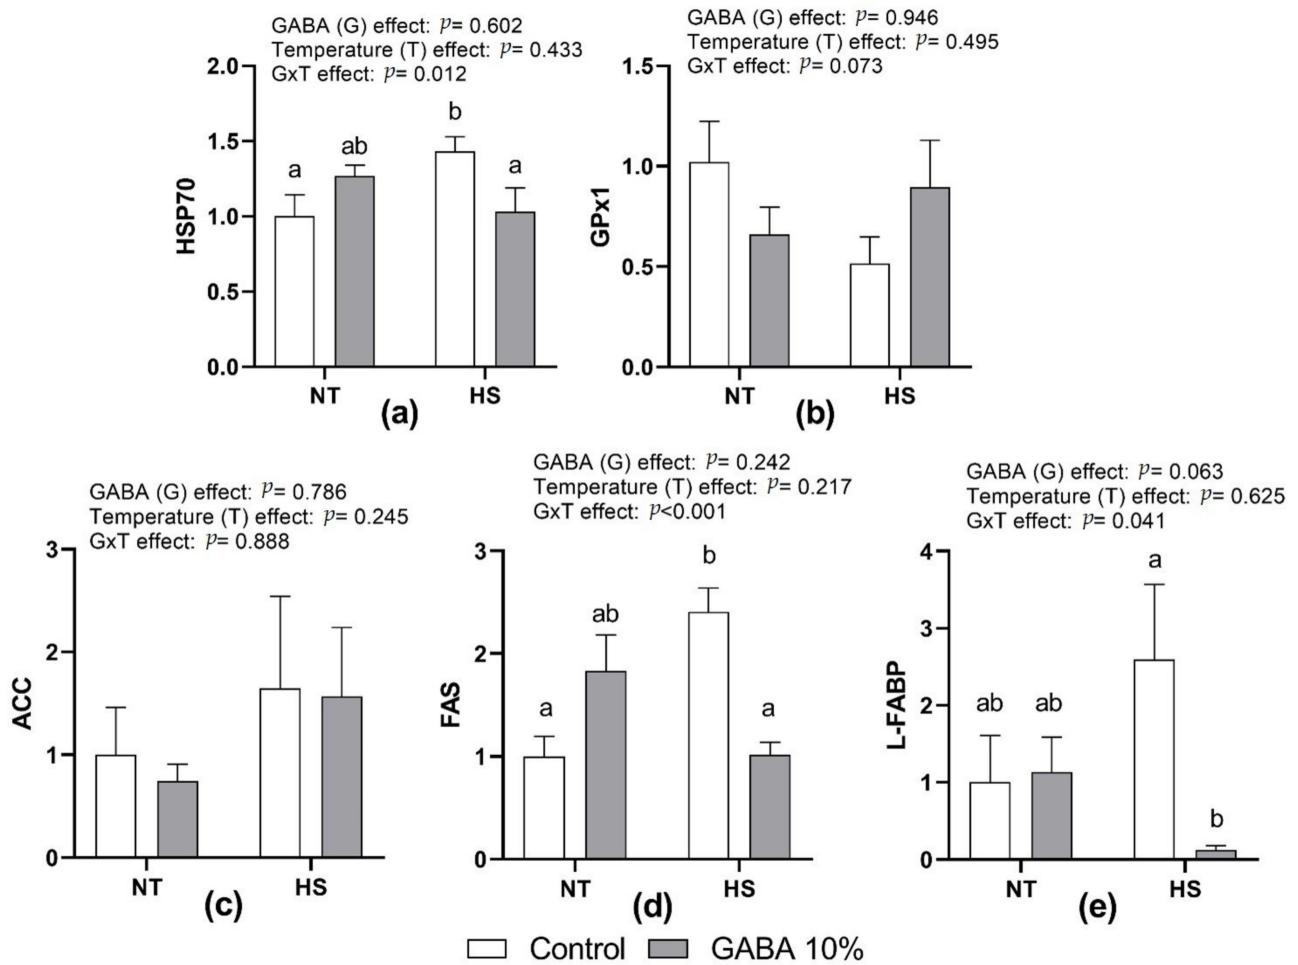 GABA (G) effect: p= 0.602
Temperature (T) effect: p= 0.433
GxT effect: p= 0.012
HSP70
2.0
1.5
1.0
0.5
0.0
a
ab
b
a
NT
HS
(a)
GABA (G) effect: p= 0.946
Temperature (T) effect: p= 0.495
GxT effect: p= 0.073
GPx1
1.5
1.0
0.5
0.0
NT
HS
(b)
GABA (G) effect: p= 0.786
Temperature (T) effect: p= 0.245
GxT effect: p= 0.888
ACC
3
2
1
0
NT
HS
(c)
GABA (G) effect: p= 0.242
Temperature (T) effect: p= 0.217
GxT effect: p<0.001
FAS
3
2
1
0
a
ab
b
a
NT
HS
(d)
GABA (G) effect: p= 0.063
Temperature (T) effect: p= 0.625
GxT effect: p= 0.041
L-FABP
4
3
2
1
0
ab
ab
a
b
NT
HS
(e)
Control
GABA 10%